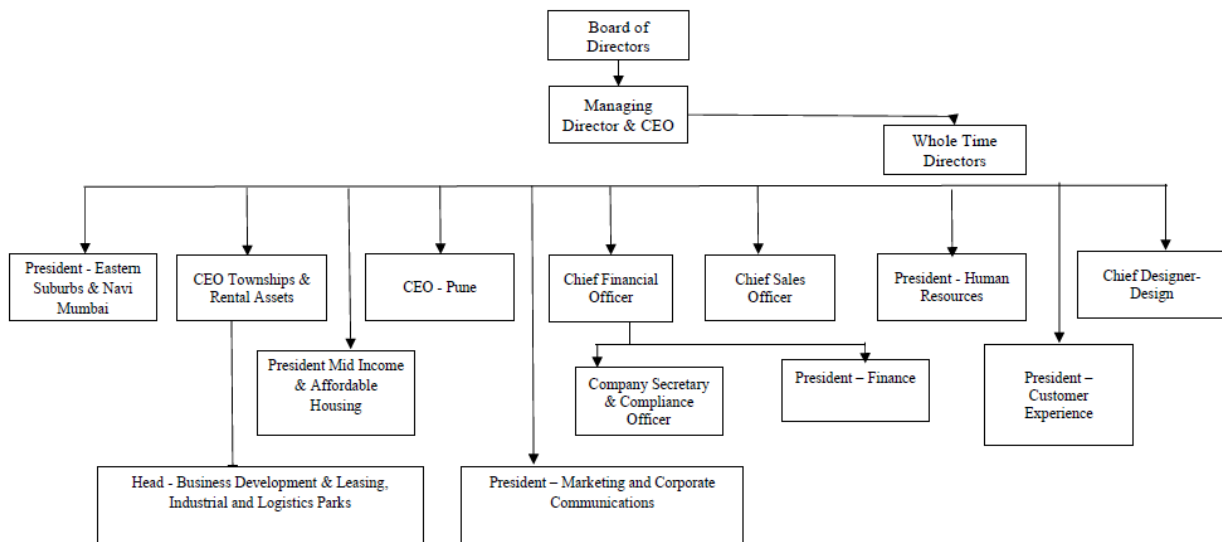 Board of
Directors
Managing
Director & CEO
Whole Time
Directors
President - Eastern
Suburbs & Navi
Mumbai
CEO Townships &
Rental Assets
CEO - Pune
Chief Financial
Officer
Chief Sales
Officer
President - Human
Resources
Chief Designer-
Design
President Mid Income
& Affordable
Housing
Company Secretary
& Compliance
Officer
President – Finance
President –
Customer
Experience
Head - Business Development & Leasing,
Industrial and Logistics Parks
President – Marketing and Corporate
Communications